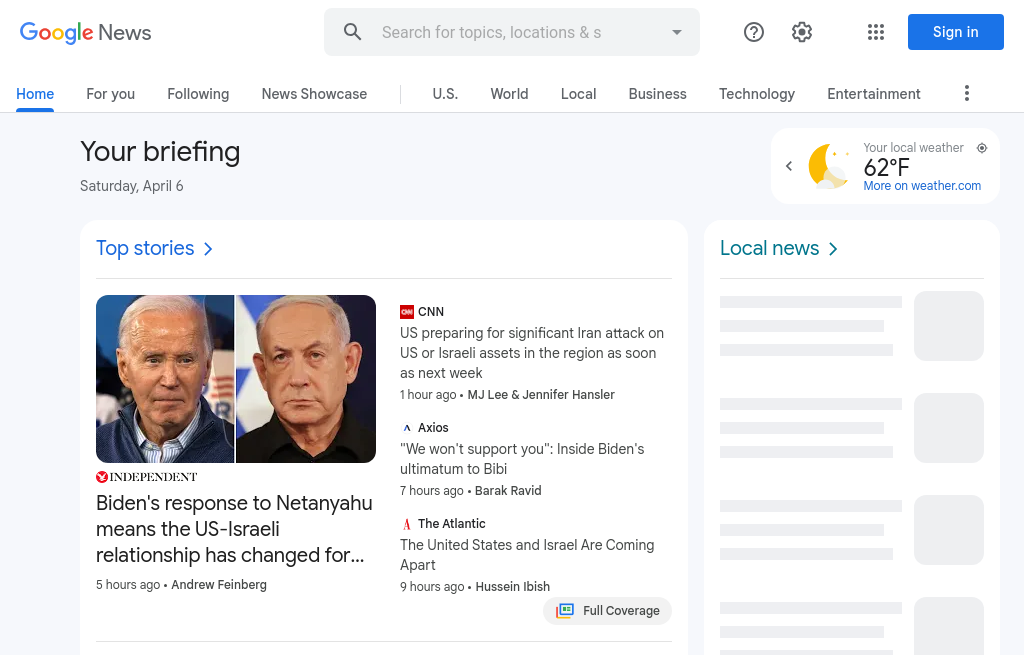 Google News
Search for topics, locations & s
Sign in
Home
For you
Following
News Showcase
U.S.
World
Local
Business
Technology
Entertainment
Your briefing
Saturday, April 6
Your local weather
62°F
More on weather.com
Top stories
INDEPENDENT
Biden's response to Netanyahu
means the US-Israeli
relationship has changed for...
5 hours ago • Andrew Feinberg
CNN
US preparing for significant Iran attack on
US or Israeli assets in the region as soon
as next week
1 hour ago • MJ Lee & Jennifer Hansler
Axios
"We won't support you": Inside Biden's
ultimatum to Bibi
7 hours ago • Barak Ravid
The Atlantic
The United States and Israel Are Coming
Apart
9 hours ago • Hussein Ibish
Full Coverage
Local news